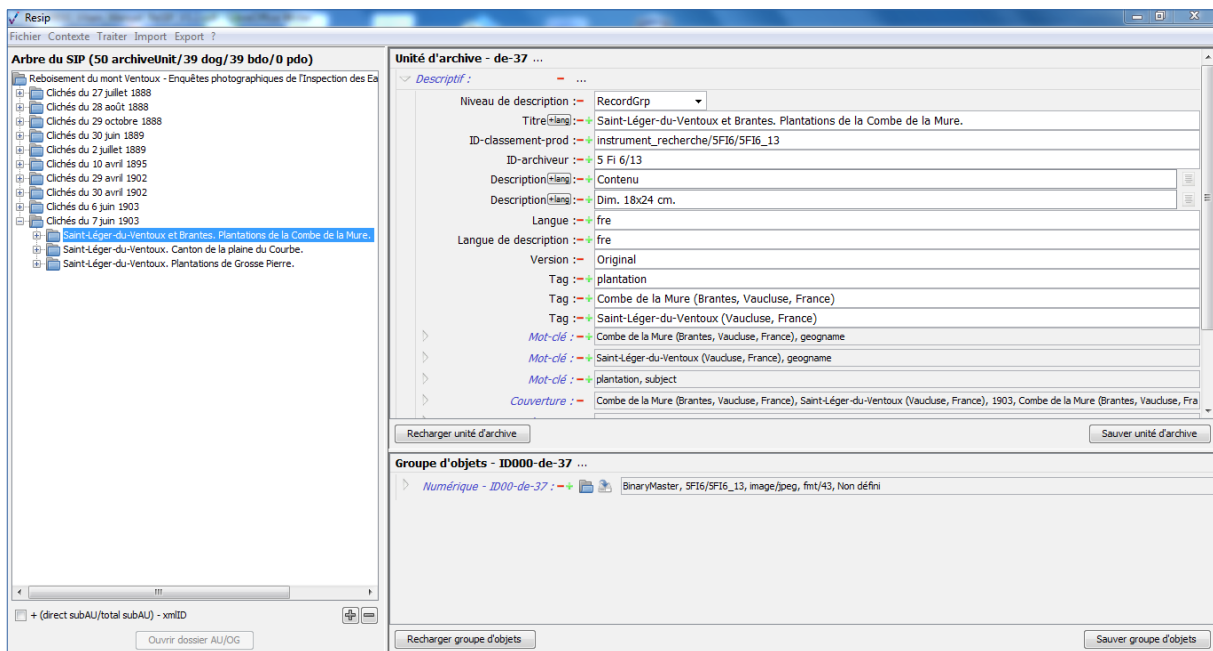 Resip
Fichier Contexte Traiter Import Export ?
Arbre du SIP (50 archiveUnit/39 dog/39 bdo/0 pdo)
Reboisement du mont Ventoux - Enquêtes photographiques de l'Inspection des Ea
Clichés du 27 juillet 1888
Clichés du 28 août 1888
Clichés du 29 octobre 1888
Clichés du 30 juin 1889
Clichés du 2 juillet 1889
Clichés du 10 avril 1895
Clichés du 29 avril 1902
Clichés du 30 avril 1902
Clichés du 6 juin 1903
Clichés du 7 juin 1903
Saint-Léger-du-Ventoux et Brantes. Plantations de la Combe de la Mure.
Saint-Léger-du-Ventoux. Canton de la plaine du Courbe.
Saint-Léger-du-Ventoux. Plantations de Grosse Pierre.
+ (direct subAU/total subAU) - xmlID
Ouvrir dossier AU/OG
Unité d'archive - de-37 ...
Descriptif : ...
Niveau de description : RecordGrp
Titre +lang : Saint-Léger-du-Ventoux et Brantes. Plantations de la Combe de la Mure.
ID-classement-prod : instrument_recherche/5FI6/5FI6_13
ID-archiveur : 5 Fi 6/13
Description +lang : Contenu
Description +lang : Dim. 18x24 cm.
Langue : fre
Langue de description : fre
Version : Original
Tag : plantation
Tag : Combe de la Mure (Brantes, Vaucluse, France)
Tag : Saint-Léger-du-Ventoux (Vaucluse, France)
Mot-clé : Combe de la Mure (Brantes, Vaucluse, France), geogname
Mot-clé : Saint-Léger-du-Ventoux (Vaucluse, France), geogname
Mot-clé : plantation, subject
Couverture : Combe de la Mure (Brantes, Vaucluse, France), Saint-Léger-du-Ventoux (Vaucluse, France), 1903, Combe de la Mure (Brantes, Vaucluse, Fra
Recharger unité d'archive Sauver unité d'archive
Groupe d'objets - ID000-de-37 ...
Numérique - ID00-de-37 : BinaryMaster, 5FI6/5FI6_13, image/jpeg, fmt/43, Non défini
Recharger groupe d'objets Sauver groupe d'objets